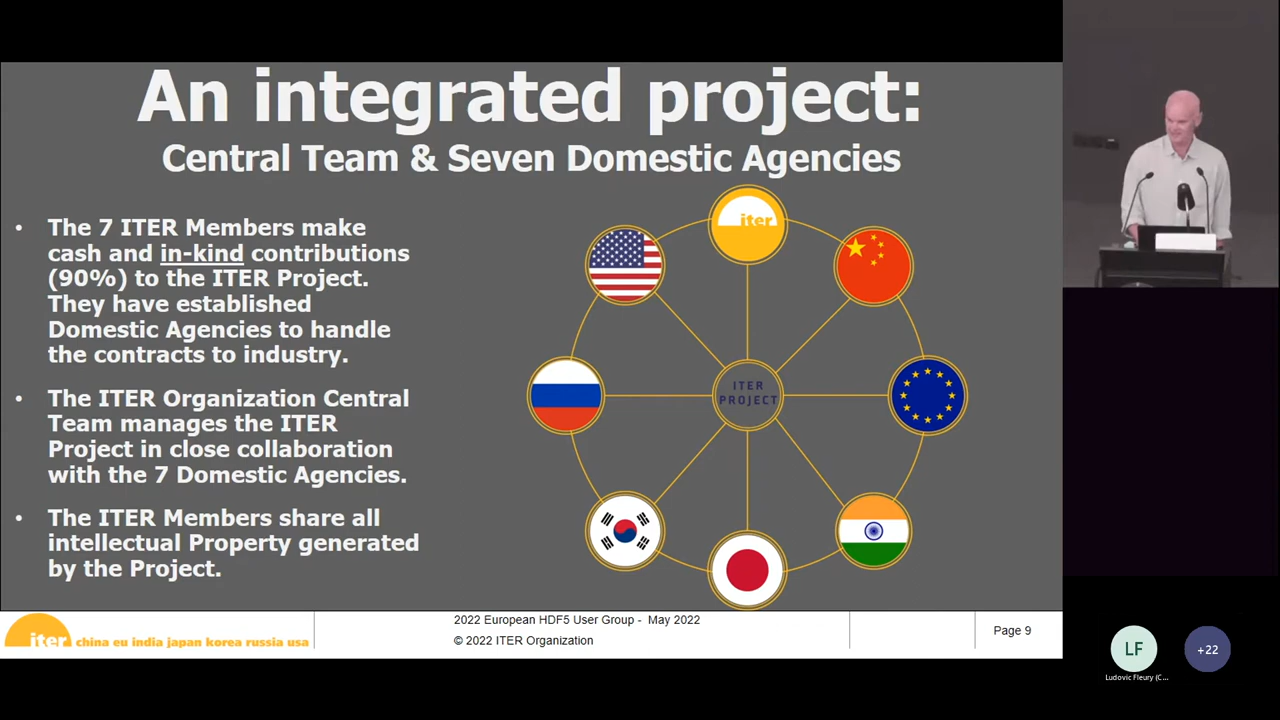 An integrated project:
Central Team & Seven Domestic Agencies
• The 7 ITER Members make
cash and in-kind contributions
(90%) to the ITER Project.
They have established
Domestic Agencies to handle
the contracts to industry.
• The ITER Organization Central
Team manages the ITER
Project in close collaboration
with the 7 Domestic Agencies.
• The ITER Members share all
intellectual Property generated
by the Project.
iter
ITER
PROJECT
iter china eu india japan korea russia usa
2022 European HDF5 User Group - May 2022
© 2022 ITER Organization
Page 9
LF
+22
Ludovic Fleury (C...